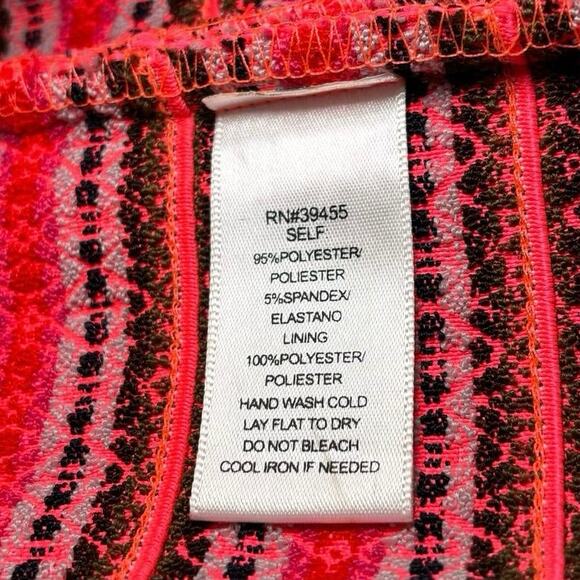 RN#39455
SELF
95%POLYESTER/
POLIESTER
5%SPANDEX/
ELASTANO
LINING
100%POLYESTER/
POLIESTER
HAND WASH COLD
LAY FLAT TO DRY
DO NOT BLEACH
COOL IRON IF NEEDED